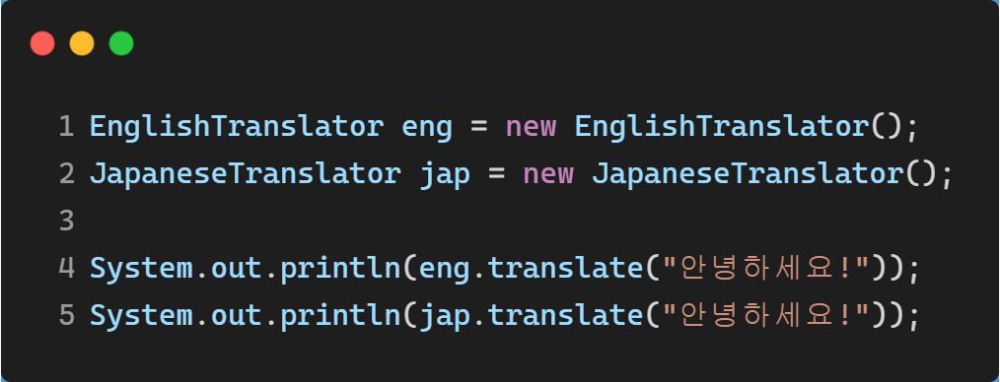 1 EnglishTranslator eng = new EnglishTranslator();
2 JapaneseTranslator jap = new JapaneseTranslator();
3
4 System.out.println(eng.translate("안녕하세요!"));
5 System.out.println(jap.translate("안녕하세요!"));